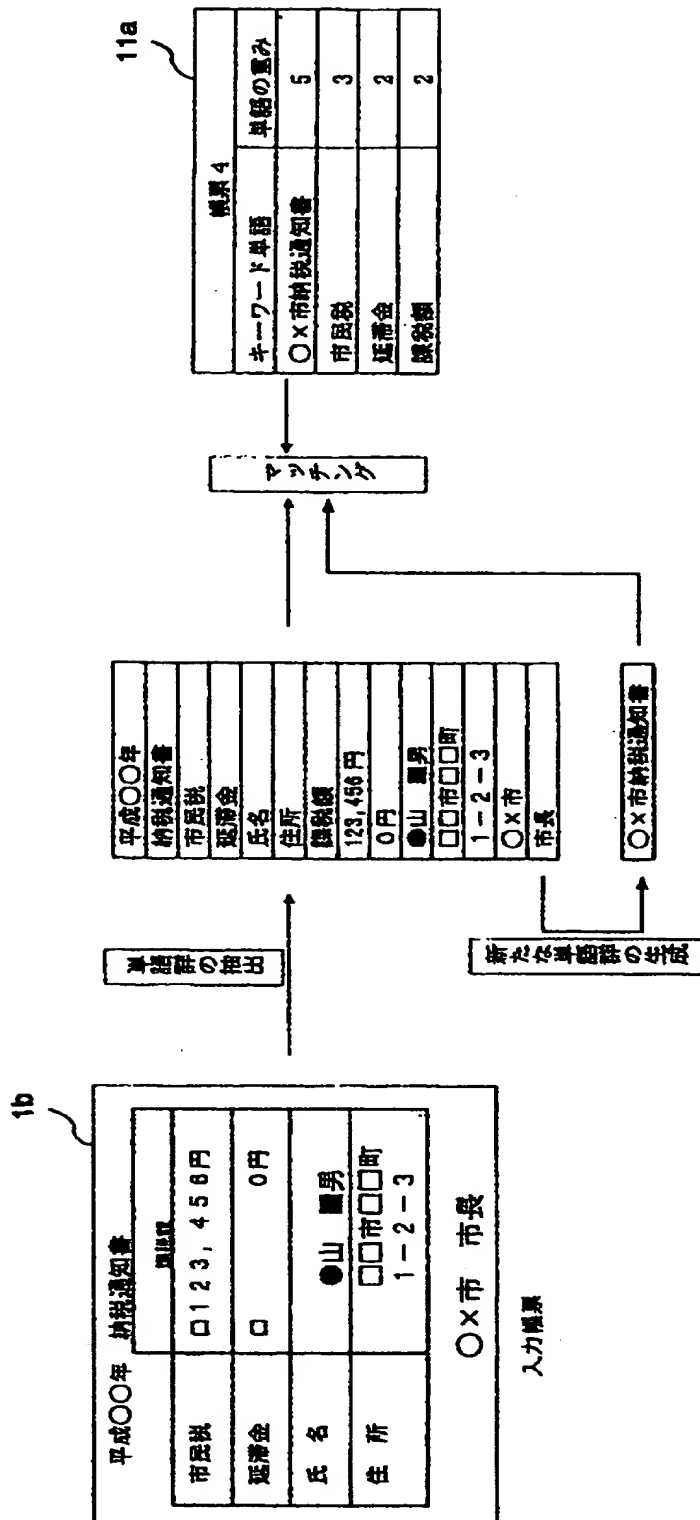 1b
平成○○年 納税通知書
課税額
市民税 □123,456円
延滞金 □ 0円
氏 名 ●山 ■男
住 所 □□市□□町
1-2-3
○×市 市長
入力帳票
単語群の抽出
平成○○年
納税通知書
市民税
延滞金
氏名
住所
課税額
123,456円
0円
●山 ■男
□□市□□町
1-2-3
○×市
市長
新たな単語群の生成
○×市納税通知書
マッチング
11a
帳票4
キーワード単語 単語の重み
○×市納税通知書 5
市民税 3
延滞金 2
課税額 2